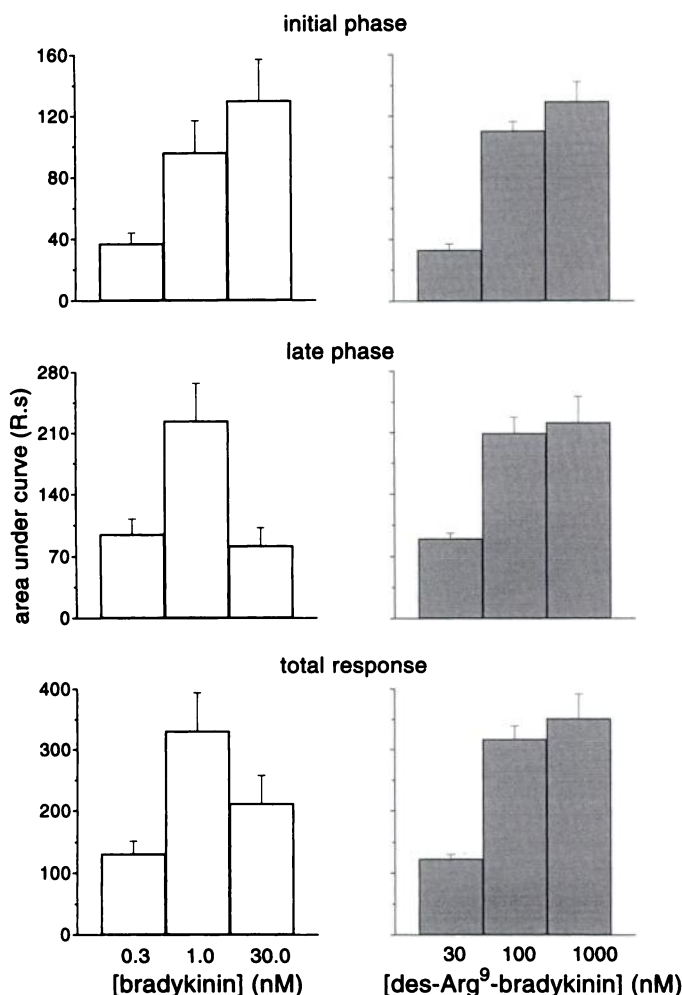 initial phase
160
120
80
40
0
late phase
280
210
140
70
0
area under curve (R.s)
total response
400
300
200
100
0
0.3 1.0 30.0 30 100 1000
[bradykinin] (nM) [des-Arg⁹-bradykinin] (nM)